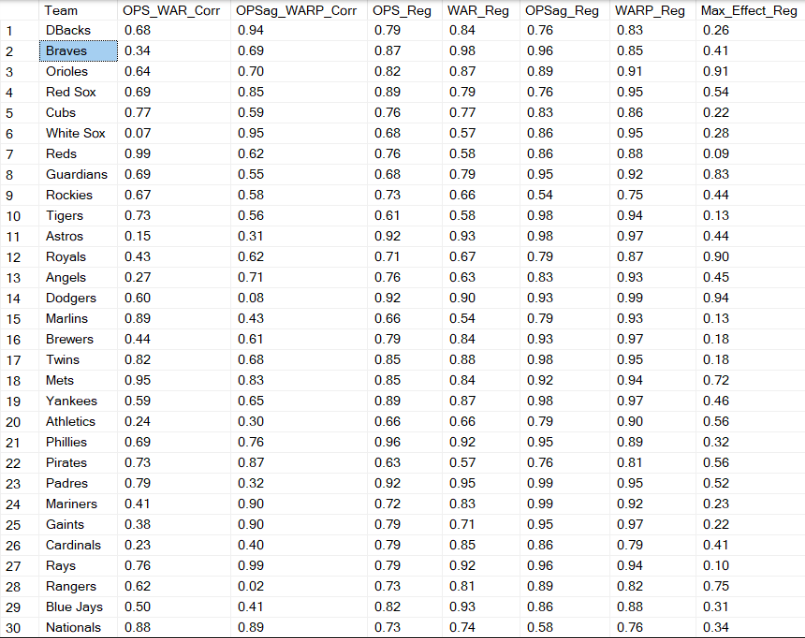 Team OPS_WAR_Corr OPSag_WARP_Corr OPS_Reg WAR_Reg OPSag_Reg WARP_Reg Max_Effect_Reg
1 DBacks 0.68 0.94 0.79 0.84 0.76 0.83 0.26
2 Braves 0.34 0.69 0.87 0.98 0.96 0.85 0.41
3 Orioles 0.64 0.70 0.82 0.87 0.89 0.91 0.91
4 Red Sox 0.69 0.85 0.89 0.79 0.76 0.95 0.54
5 Cubs 0.77 0.59 0.76 0.77 0.83 0.86 0.22
6 White Sox 0.07 0.95 0.68 0.57 0.86 0.95 0.28
7 Reds 0.99 0.62 0.76 0.58 0.86 0.88 0.09
8 Guardians 0.69 0.55 0.68 0.79 0.95 0.92 0.83
9 Rockies 0.67 0.58 0.73 0.66 0.54 0.75 0.44
10 Tigers 0.73 0.56 0.61 0.58 0.98 0.94 0.13
11 Astros 0.15 0.31 0.92 0.93 0.98 0.97 0.44
12 Royals 0.43 0.62 0.71 0.67 0.79 0.87 0.90
13 Angels 0.27 0.71 0.76 0.63 0.83 0.93 0.45
14 Dodgers 0.60 0.08 0.92 0.90 0.93 0.99 0.94
15 Marlins 0.89 0.43 0.66 0.54 0.79 0.93 0.13
16 Brewers 0.44 0.61 0.79 0.84 0.93 0.97 0.18
17 Twins 0.82 0.68 0.85 0.88 0.98 0.95 0.18
18 Mets 0.95 0.83 0.85 0.84 0.92 0.94 0.72
19 Yankees 0.59 0.65 0.89 0.87 0.98 0.97 0.46
20 Athletics 0.24 0.30 0.66 0.66 0.79 0.90 0.56
21 Phillies 0.69 0.76 0.96 0.92 0.95 0.89 0.32
22 Pirates 0.73 0.87 0.63 0.57 0.76 0.81 0.56
23 Padres 0.79 0.32 0.92 0.95 0.99 0.95 0.52
24 Mariners 0.41 0.90 0.72 0.83 0.99 0.92 0.23
25 Gaints 0.38 0.90 0.79 0.71 0.95 0.97 0.22
26 Cardinals 0.23 0.40 0.79 0.85 0.86 0.79 0.41
27 Rays 0.76 0.99 0.79 0.92 0.96 0.94 0.10
28 Rangers 0.62 0.02 0.73 0.81 0.89 0.82 0.75
29 Blue Jays 0.50 0.41 0.82 0.93 0.86 0.88 0.31
30 Nationals 0.88 0.89 0.73 0.74 0.58 0.76 0.34